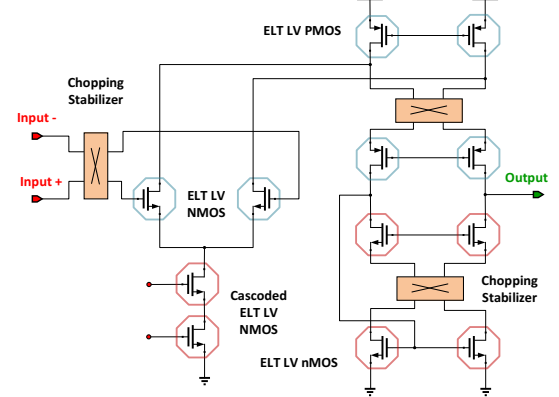 ELT LV PMOS
Chopping
Stabilizer
Input -
Input +
ELT LV
NMOS
Output
Cascoded
ELT LV
NMOS
Chopping
Stabilizer
ELT LV nMOS